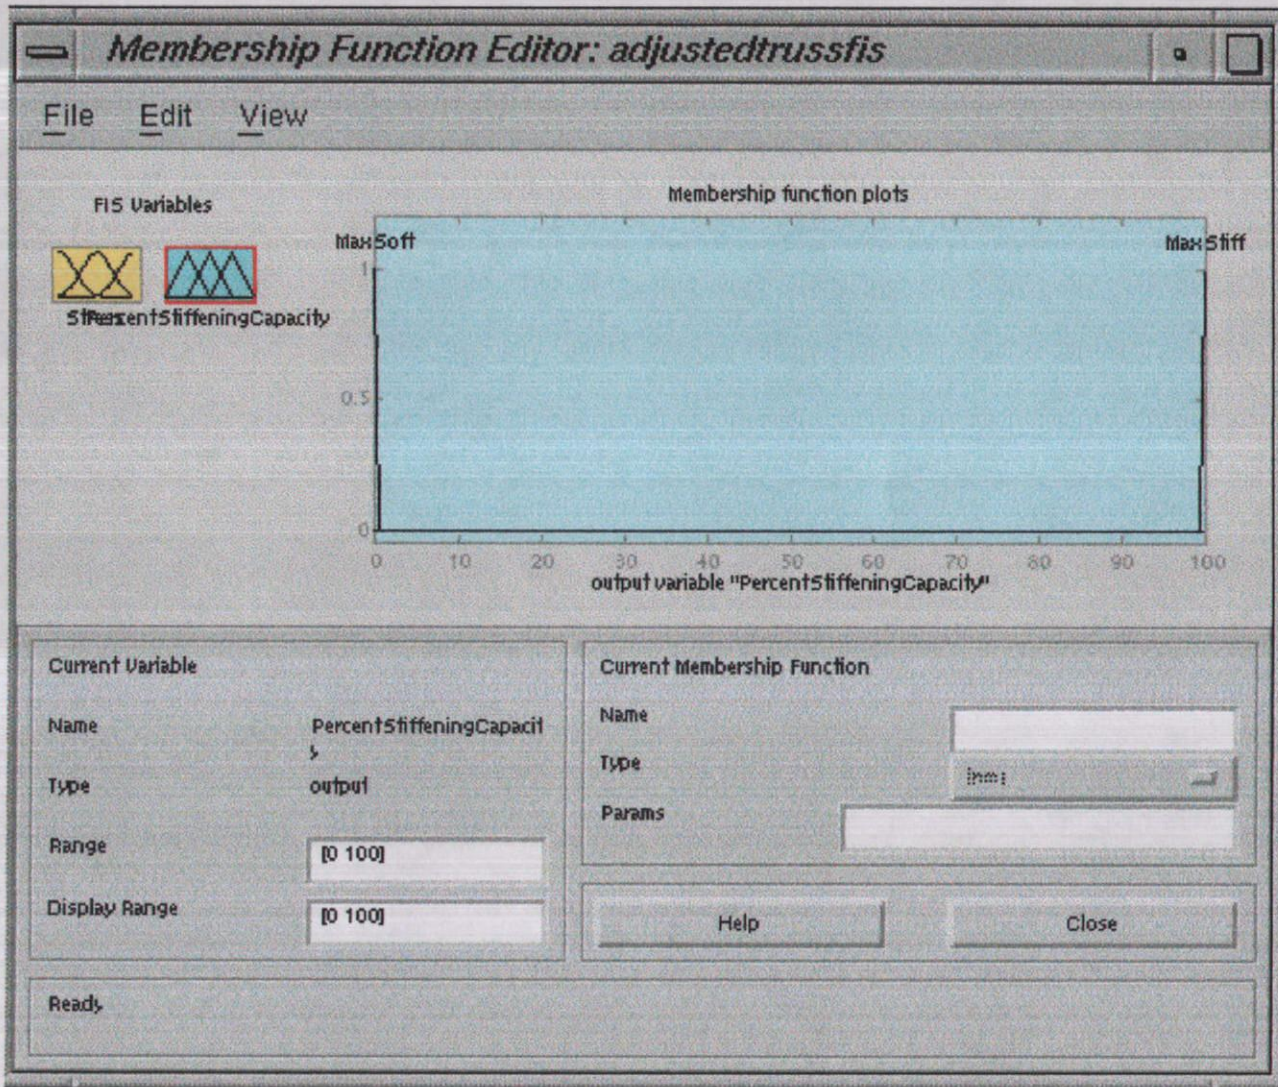 Membership Function Editor: adjustedtrussfis
File Edit View
FIS Variables
Membership function plots
MaxSoft
MaxStiff
PercentStiffeningCapacity
1
0.5
0
0 10 20 30 40 50 60 70 80 90 100
output variable "PercentStiffeningCapacity"
Current Variable
Name PercentStiffeningCapacit
y
Type output
Range [0 100]
Display Range [0 100]
Current Membership Function
Name
Type
Params
Help Close
Ready